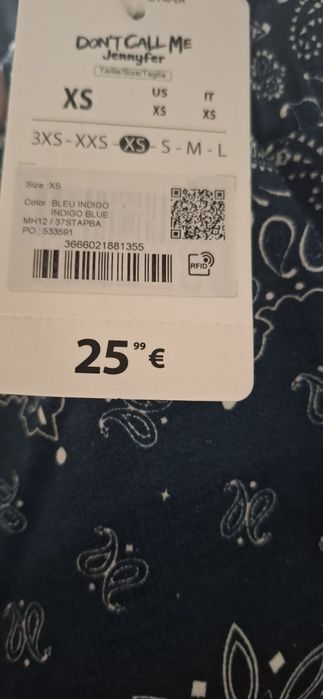 DON'T CALL ME
Jennyfer
Taille/Size/Taglia
XS
US
XS
IT
XS
3XS - XXS - XS - S - M - L
Size : XS
Color : BLEU INDIGO
INDIGO BLUE
MH12 / 37STAPBA
PO : 533591
3666021881355
RFID
25,99 €